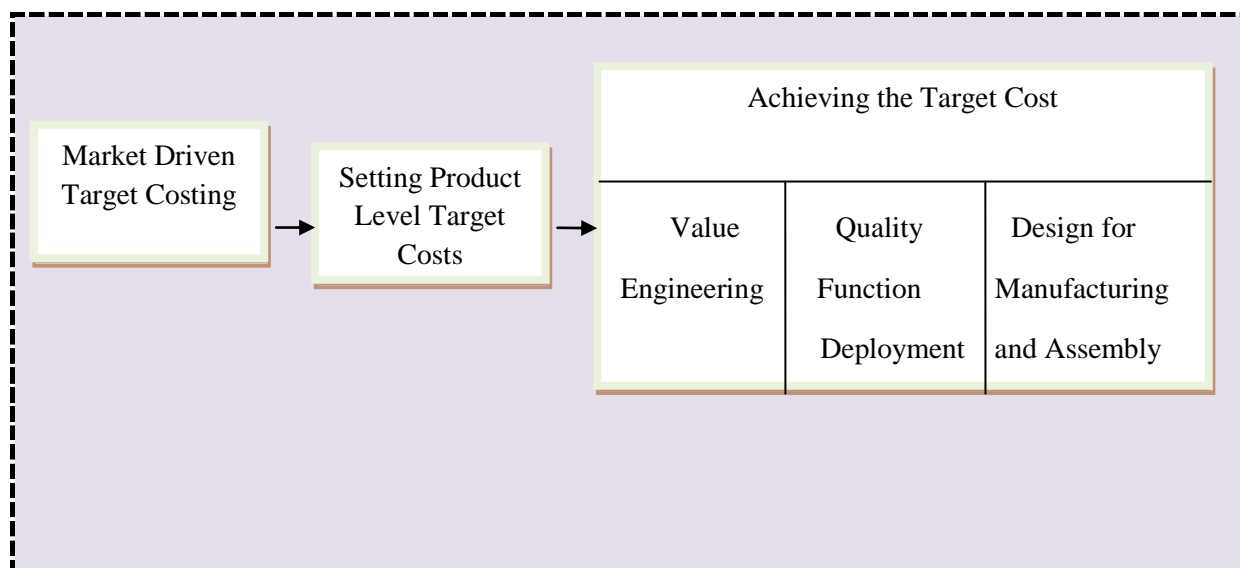 Market Driven
Target Costing
Setting Product
Level Target
Costs
Achieving the Target Cost
Value
Engineering
Quality
Function
Deployment
Design for
Manufacturing
and Assembly